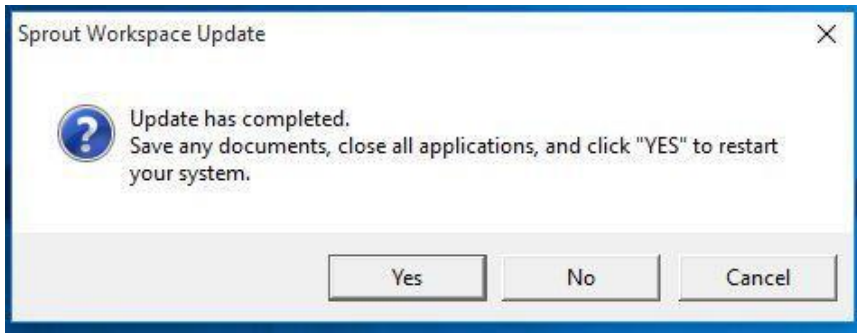 Sprout Workspace Update
Update has completed.
Save any documents, close all applications, and click "YES" to restart
your system.
Yes No Cancel